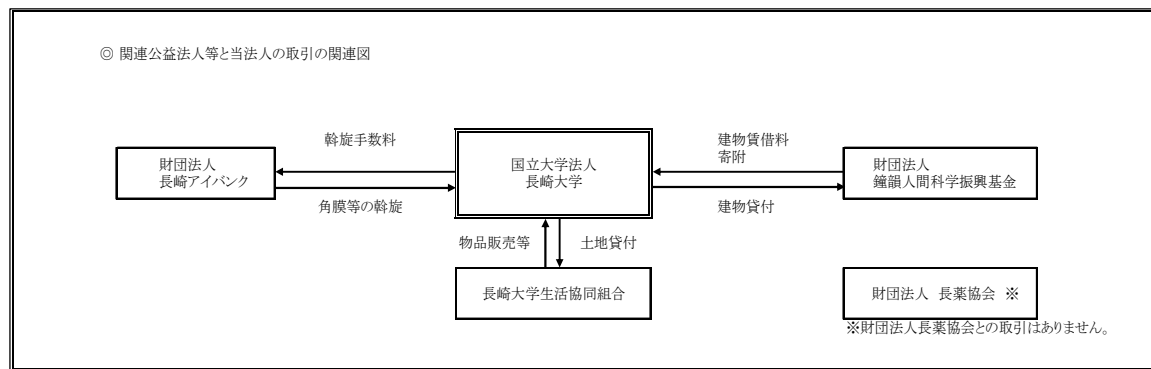 ◎ 関連公益法人等と当法人の取引の関連図
斡旋手数料
建物賃借料
寄附
財団法人
長崎アイバンク
国立大学法人
長崎大学
財団法人
鐘韻人間科学振興基金
角膜等の斡旋
建物貸付
物品販売等
土地貸付
長崎大学生活協同組合
財団法人 長薬協会 ※
※財団法人長薬協会との取引はありません。